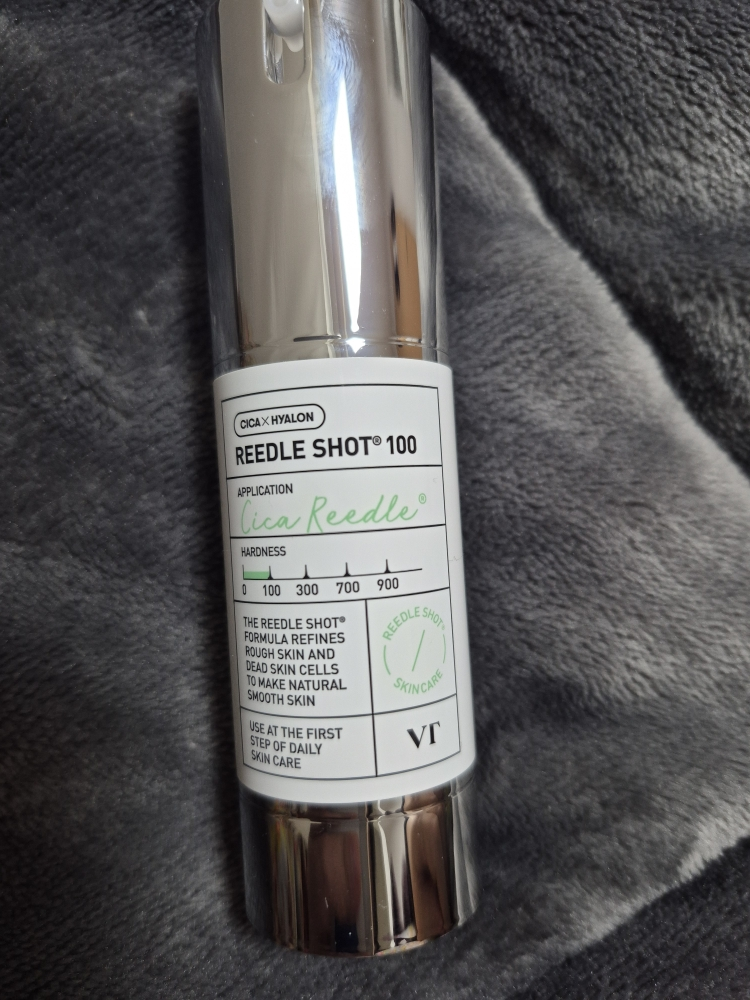 CICA X HYALON
REEDLE SHOT® 100
APPLICATION
Cica Reedle®
HARDNESS
0 100 300 700 900
THE REEDLE SHOT®
FORMULA REFINES
ROUGH SKIN AND
DEAD SKIN CELLS
TO MAKE NATURAL
SMOOTH SKIN
REEDLE SHOT®
SKINCARE
USE AT THE FIRST
STEP OF DAILY
SKIN CARE
VT